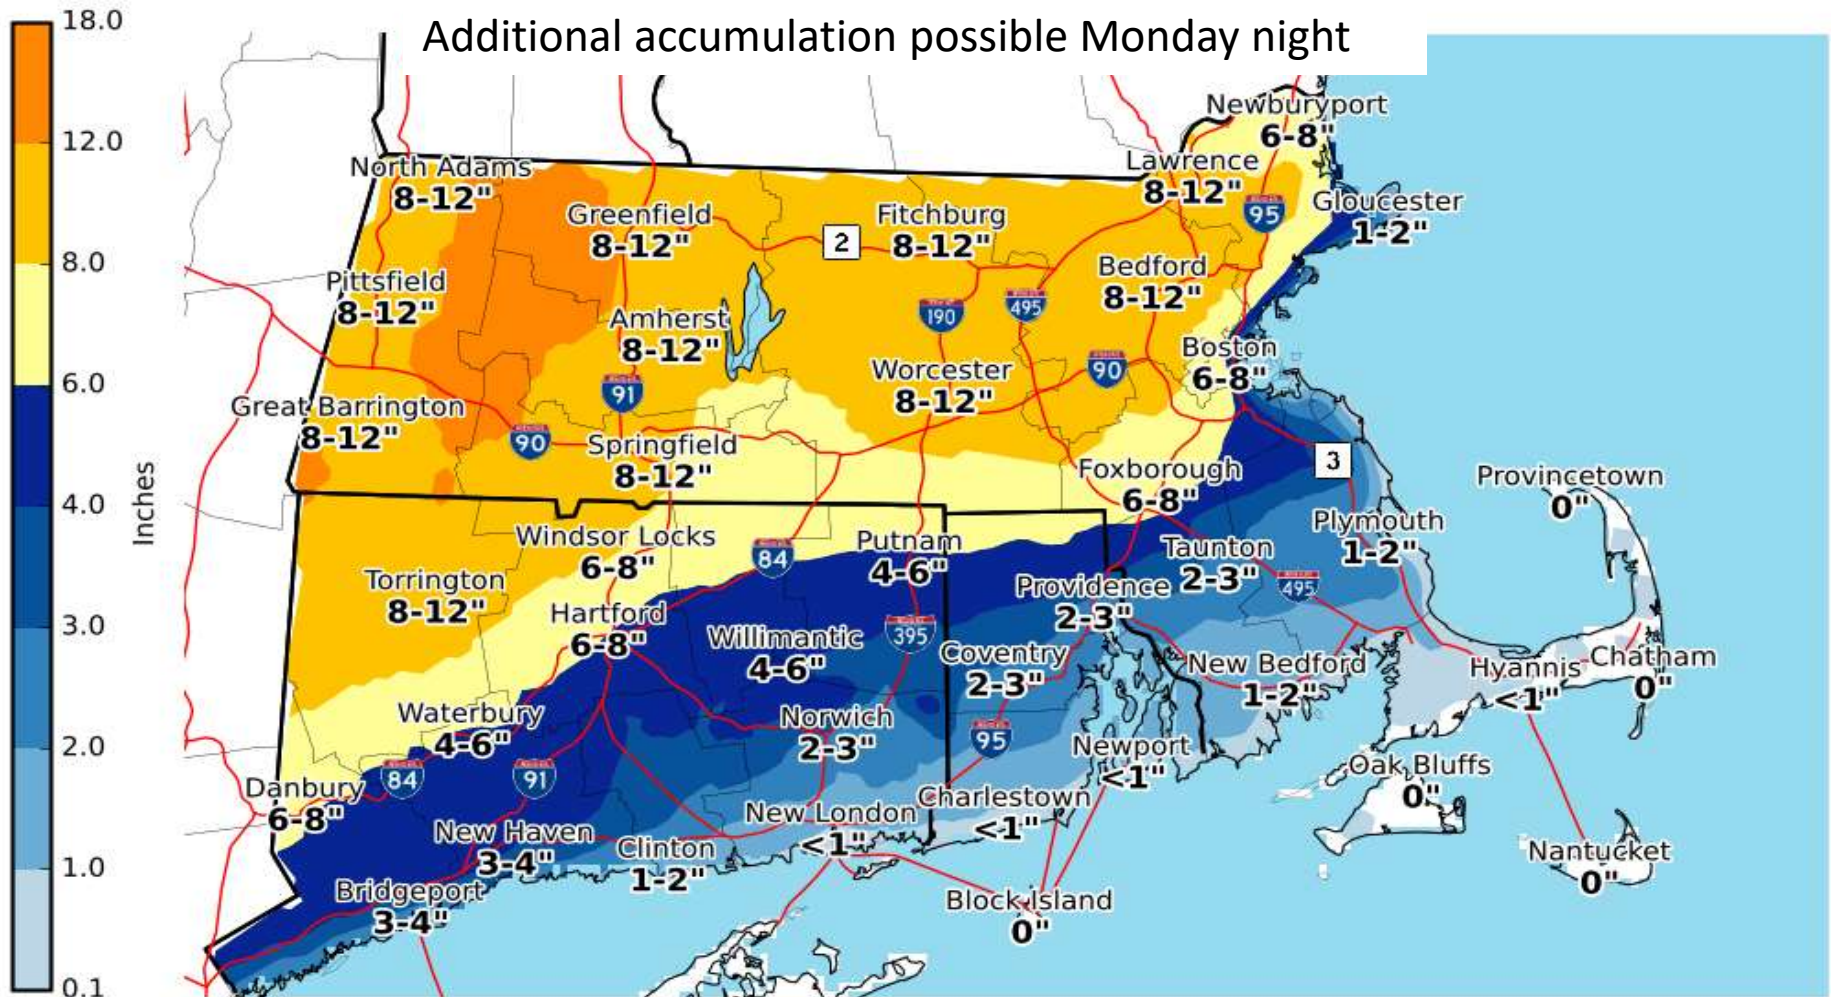 Additional accumulation possible Monday night
18.0
12.0
8.0
6.0
4.0
3.0
2.0
1.0
0.1
Inches
Newburyport
6-8"
North Adams
8-12"
Lawrence
8-12"
Greenfield
8-12"
2
Fitchburg
8-12"
95
Gloucester
1-2"
Pittsfield
8-12"
Bedford
8-12"
190
495
Amherst
8-12"
Boston
6-8"
Worcester
8-12"
90
91
Great Barrington
8-12"
90
Springfield
8-12"
Foxborough
6-8"
3
Provincetown
0"
Windsor Locks
6-8"
84
Putnam
4-6"
Plymouth
1-2"
Taunton
2-3"
495
Torrington
8-12"
Providence
2-3"
Hartford
6-8"
Willimantic
4-6"
395
Coventry
2-3"
New Bedford
1-2"
Hyannis
<1"
Chatham
0"
Waterbury
4-6"
Norwich
2-3"
95
Newport
<1"
84
91
Danbury
6-8"
Oak Bluffs
0"
New London
<1"
Charlestown
<1"
New Haven
3-4"
Clinton
1-2"
Nantucket
0"
Bridgeport
3-4"
Block Island
0"